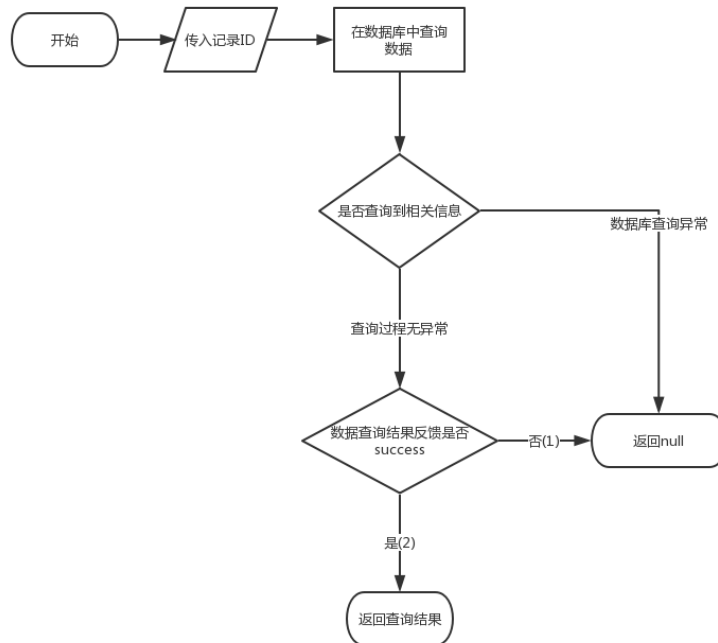 开始
传入记录ID
在数据库中查询
数据
是否查询到相关信息
数据库查询异常
查询过程无异常
数据查询结果反馈是否
success
否(1)
返回null
是(2)
返回查询结果